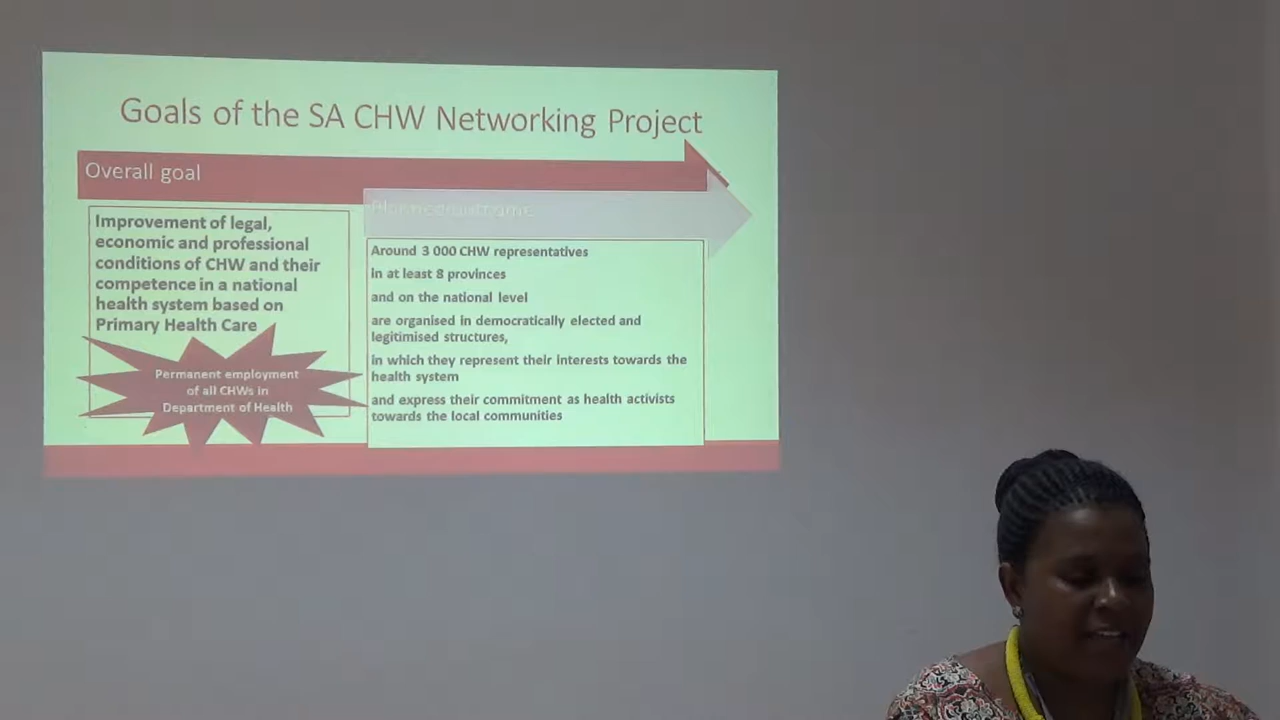 Goals of the SA CHW Networking Project
Overall goal
Improvement of legal,
economic and professional
conditions of CHW and their
competence in a national
health system based on
Primary Health Care
Permanent employment
of all CHWs in
Department of Health
Planned outcome
Around 3 000 CHW representatives
in at least 8 provinces
and on the national level
are organised in democratically elected and
legitimised structures,
in which they represent their interests towards the
health system
and express their commitment as health activists
towards the local communities